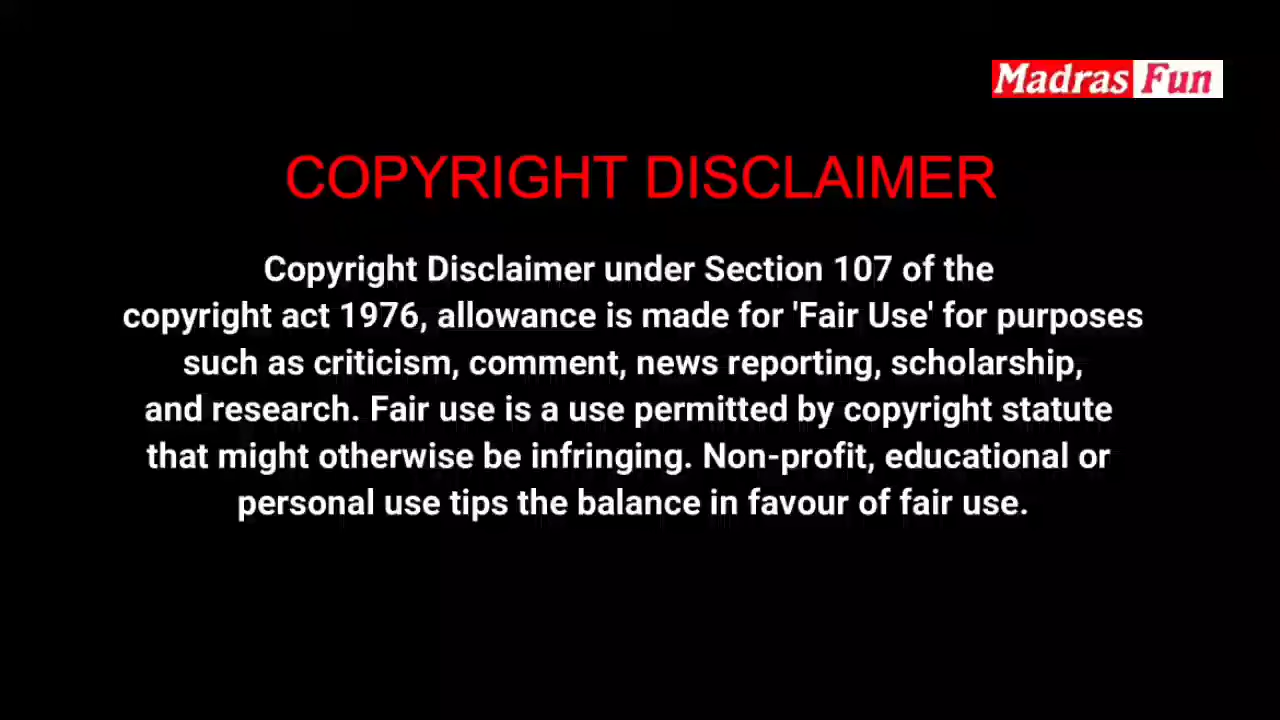 Madras Fun
COPYRIGHT DISCLAIMER
Copyright Disclaimer under Section 107 of the
copyright act 1976, allowance is made for 'Fair Use' for purposes
such as criticism, comment, news reporting, scholarship,
and research. Fair use is a use permitted by copyright statute
that might otherwise be infringing. Non-profit, educational or
personal use tips the balance in favour of fair use.